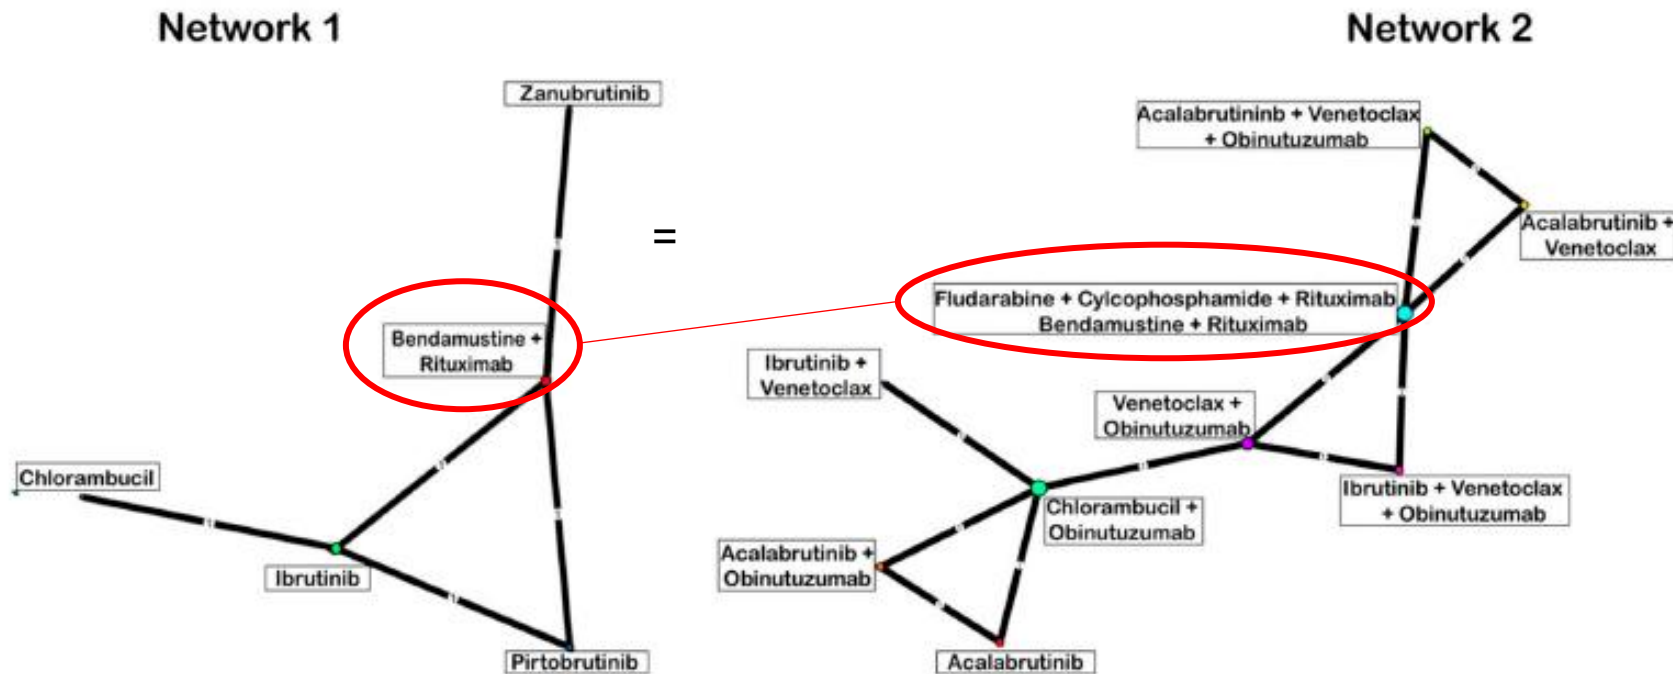 Network 1
Network 2
Zanubrutinib
=
Bendamustine +
Rituximab
Chlorambucil
Ibrutinib
Pirtobrutinib
Acalabrutininb + Venetoclax
+ Obinutuzumab
Acalabrutinib +
Venetoclax
Fludarabine + Cylcophosphamide + Rituximab
Bendamustine + Rituximab
Ibrutinib +
Venetoclax
Venetoclax +
Obinutuzumab
Ibrutinib + Venetoclax
+ Obinutuzumab
Chlorambucil +
Obinutuzumab
Acalabrutinib +
Obinutuzumab
Acalabrutinib